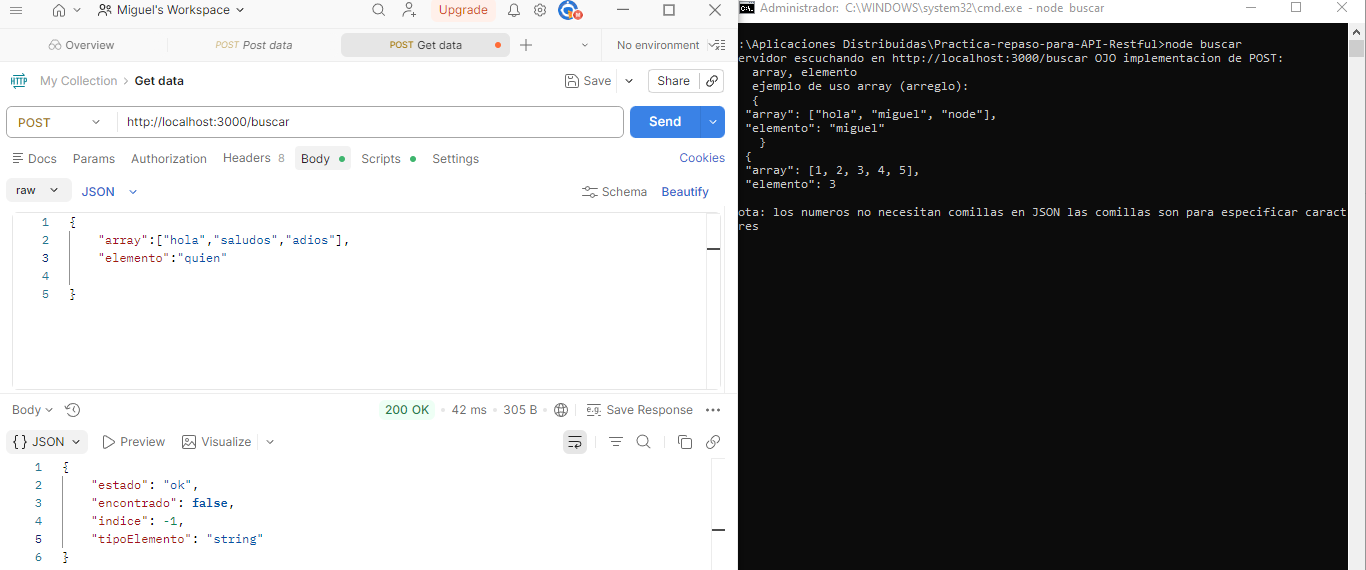 Miguel's Workspace
Upgrade
Overview
POST Post data
POST Get data
No environment
HTTP My Collection > Get data
Save
Share
POST
http://localhost:3000/buscar
Send
Docs Params Authorization Headers 8 Body Scripts Settings Cookies
raw JSON Schema Beautify
1 {
2 "array":["hola","saludos","adios"],
3 "elemento":"quien"
4
5 }
Body 200 OK • 42 ms • 305 B • e.g. Save Response
{} JSON Preview Visualize
1 {
2 "estado": "ok",
3 "encontrado": false,
4 "indice": -1,
5 "tipoElemento": "string"
6 }
Administrador: C:\WINDOWS\system32\cmd.exe - node buscar
:\Aplicaciones Distribuidas\Practica-repaso-para-API-Restful>node buscar
ervidor escuchando en http://localhost:3000/buscar OJO implementacion de POST:
array, elemento
ejemplo de uso array (arreglo):
{
"array": ["hola", "miguel", "node"],
"elemento": "miguel"
}
{
"array": [1, 2, 3, 4, 5],
"elemento": 3
ota: los numeros no necesitan comillas en JSON las comillas son para especificar caract
res